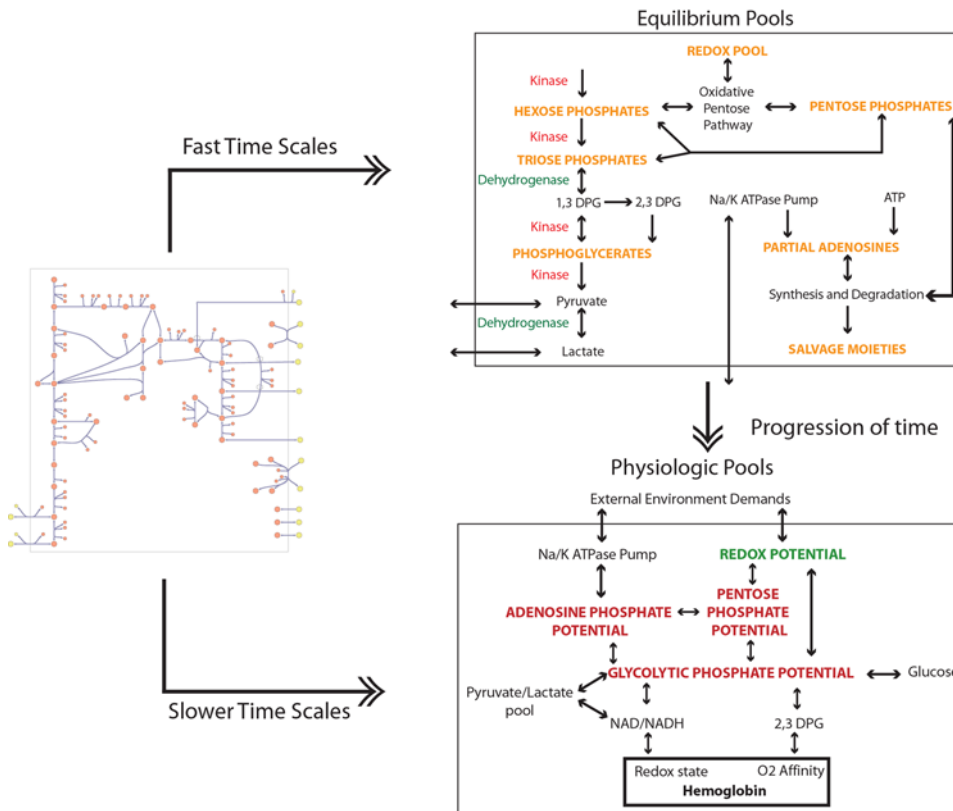 Equilibrium Pools
REDOX POOL
Kinase
Oxidative
Pentose
Pathway
HEXOSE PHOSPHATES
PENTOSE PHOSPHATES
Kinase
Fast Time Scales
TRIOSE PHOSPHATES
Dehydrogenase
1,3 DPG
2,3 DPG
Na/K ATPase Pump
ATP
Kinase
PHOSPHOGLYCERATES
PARTIAL ADENOSINES
Kinase
Pyruvate
Synthesis and Degradation
Dehydrogenase
Lactate
SALVAGE MOIETIES
Progression of time
Physiologic Pools
External Environment Demands
Na/K ATPase Pump
REDOX POTENTIAL
ADENOSINE PHOSPHATE
POTENTIAL
PENTOSE
PHOSPHATE
POTENTIAL
GLYCOLYTIC PHOSPHATE POTENTIAL
Glucose
Pyruvate/Lactate
pool
NAD/NADH
2,3 DPG
Slower Time Scales
Redox state
O2 Affinity
Hemoglobin